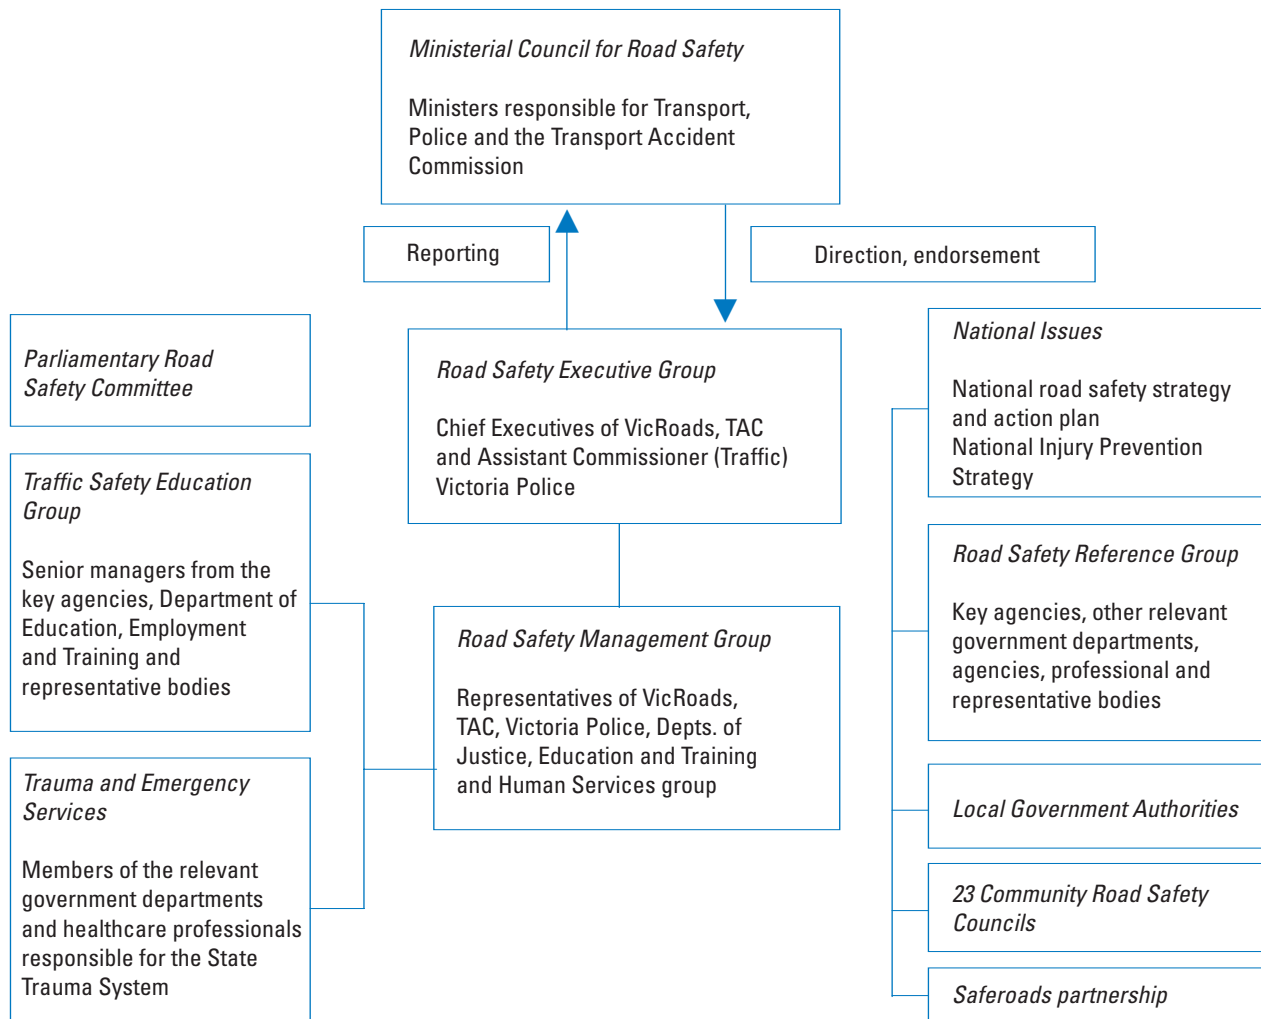 Ministerial Council for Road Safety
Ministers responsible for Transport,
Police and the Transport Accident
Commission
Reporting
Direction, endorsement
Parliamentary Road
Safety Committee
Road Safety Executive Group
Chief Executives of VicRoads, TAC
and Assistant Commissioner (Traffic)
Victoria Police
National Issues
National road safety strategy
and action plan
National Injury Prevention
Strategy
Traffic Safety Education
Group
Senior managers from the
key agencies, Department of
Education, Employment
and Training and
representative bodies
Road Safety Management Group
Representatives of VicRoads,
TAC, Victoria Police, Depts. of
Justice, Education and Training
and Human Services group
Road Safety Reference Group
Key agencies, other relevant
government departments,
agencies, professional and
representative bodies
Trauma and Emergency
Services
Members of the relevant
government departments
and healthcare professionals
responsible for the State
Trauma System
Local Government Authorities
23 Community Road Safety
Councils
Saferoads partnership